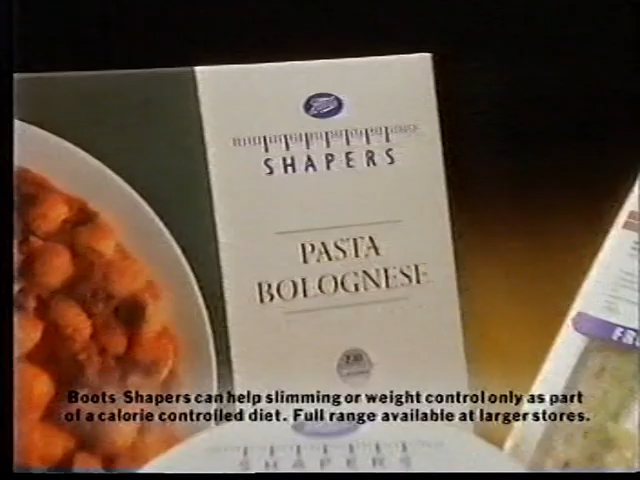 Boots
SHAPERS
PASTA
BOLOGNESE
Boots Shapers can help slimming or weight control only as part
of a calorie controlled diet. Full range available at larger stores.
SHAPERS